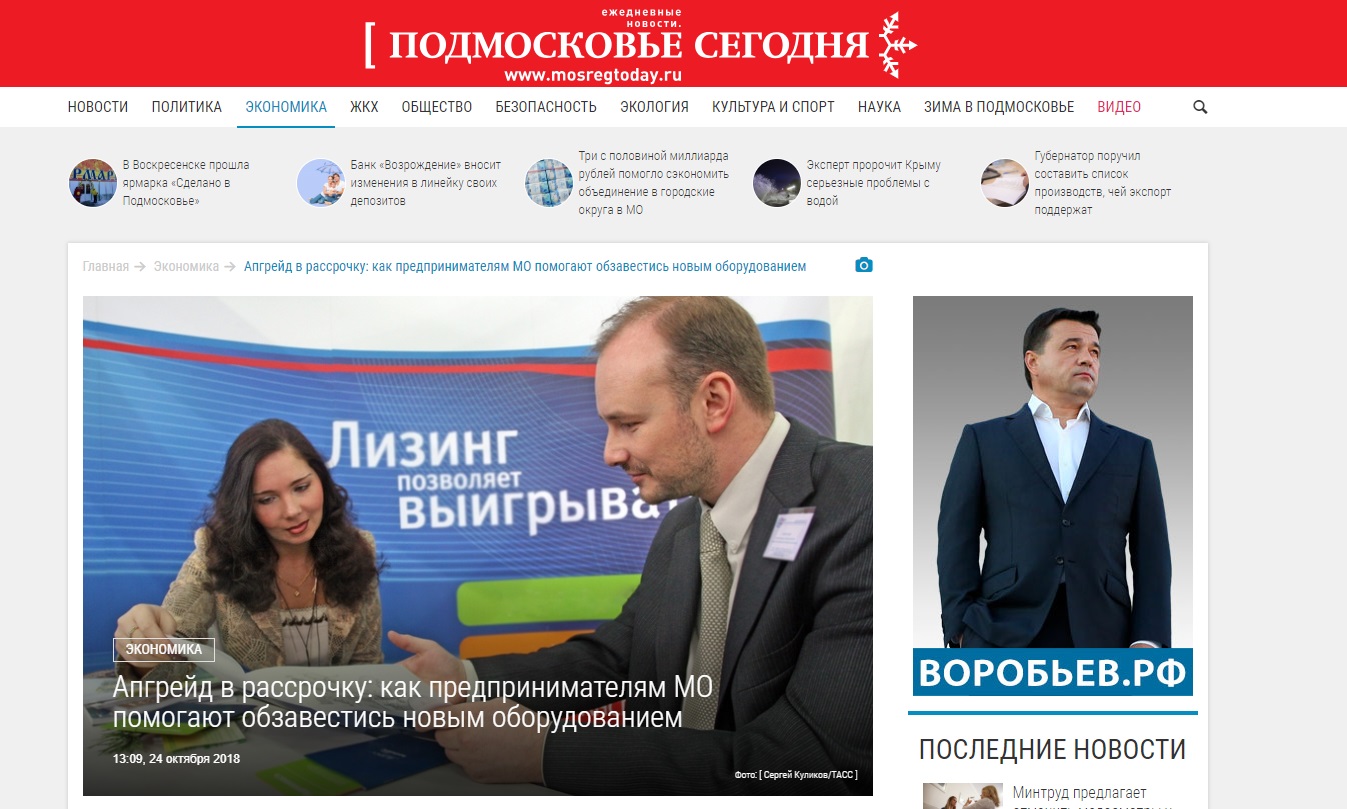 ежедневные
новости.
[ ПОДМОСКОВЬЕ СЕГОДНЯ
www.mosregtoday.ru
НОВОСТИ ПОЛИТИКА ЭКОНОМИКА ЖКХ ОБЩЕСТВО БЕЗОПАСНОСТЬ ЭКОЛОГИЯ КУЛЬТУРА И СПОРТ НАУКА ЗИМА В ПОДМОСКОВЬЕ ВИДЕО
В Воскресенске прошла
ярмарка «Сделано в
Подмосковье»
Банк «Возрождение» вносит
изменения в линейку своих
депозитов
Три с половиной миллиарда
рублей помогло сэкономить
объединение в городские
округа в МО
Эксперт пророчит Крыму
серьезные проблемы с
водой
Губернатор поручил
составить список
производств, чей экспорт
поддержат
Главная → Экономика → Апгрейд в рассрочку: как предпринимателям МО помогают обзавестись новым оборудованием
Лизинг
позволяет
выигрыва
ЭКОНОМИКА
Апгрейд в рассрочку: как предпринимателям МО
помогают обзавестись новым оборудованием
13:09, 24 октября 2018
Фото: [ Сергей Куликов/ТАСС ]
ВОРОБЬЕВ.РФ
ПОСЛЕДНИЕ НОВОСТИ
Минтруд предлагает